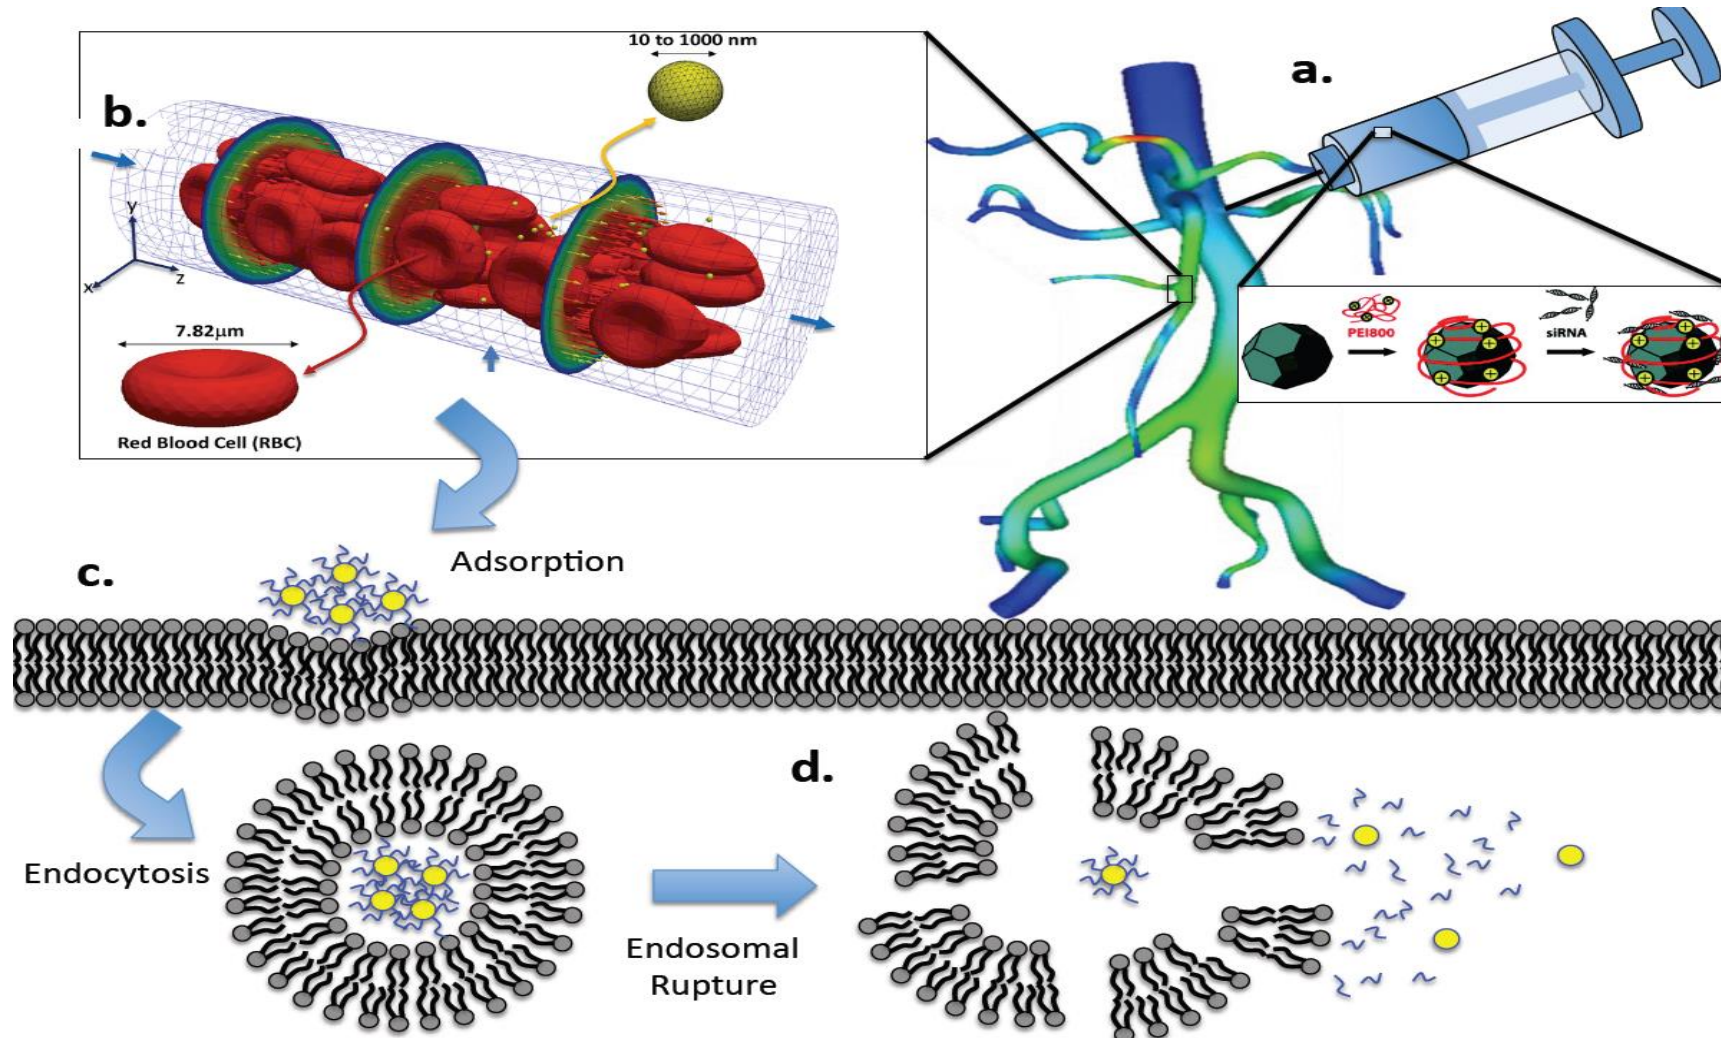 a.
10 to 1000 nm
b.
y
x
z
7.82μm
Red Blood Cell (RBC)
PEI800
siRNA
+
+
+
+
+
+
+
+
c.
Adsorption
Endocytosis
d.
Endosomal
Rupture